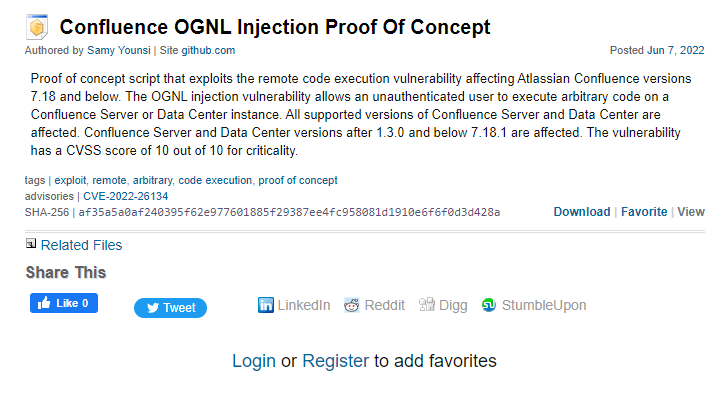 Confluence OGNL Injection Proof Of Concept
Authored by Samy Younsi | Site github.com Posted Jun 7, 2022
Proof of concept script that exploits the remote code execution vulnerability affecting Atlassian Confluence versions
7.18 and below. The OGNL injection vulnerability allows an unauthenticated user to execute arbitrary code on a
Confluence Server or Data Center instance. All supported versions of Confluence Server and Data Center are
affected. Confluence Server and Data Center versions after 1.3.0 and below 7.18.1 are affected. The vulnerability
has a CVSS score of 10 out of 10 for criticality.
tags | exploit, remote, arbitrary, code execution, proof of concept
advisories | CVE-2022-26134
SHA-256 | af35a5a0af240395f62e977601885f29387ee4fc958081d1910e6f6f0d3d428a Download | Favorite | View
Related Files
Share This
Like 0 Tweet LinkedIn Reddit Digg StumbleUpon
Login or Register to add favorites